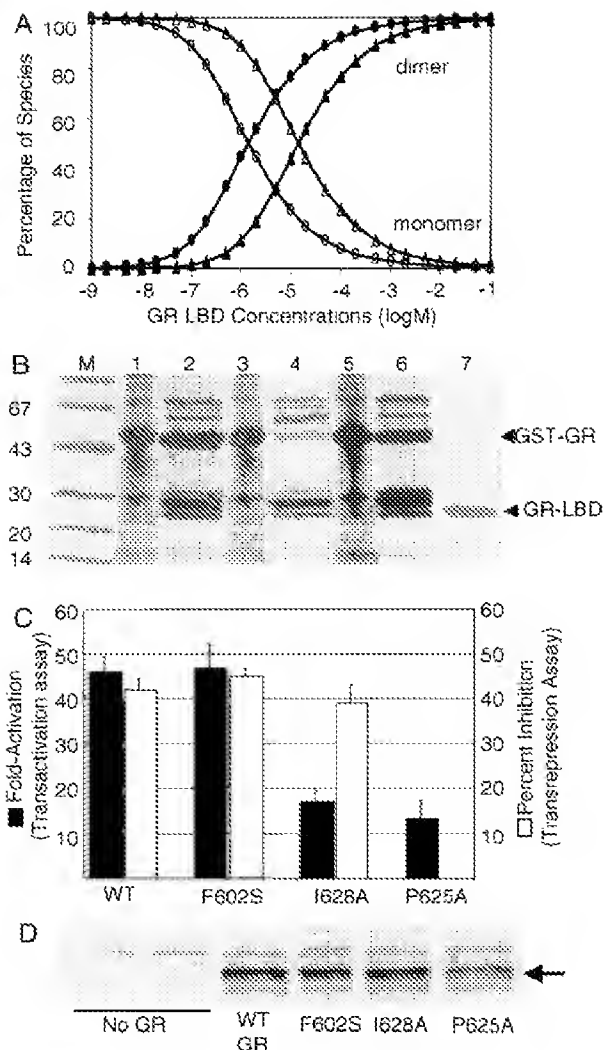 A
Percentage of Species
100
80
60
40
20
0
dimer
monomer
-9 -8 -7 -6 -5 -4 -3 -2 -1
GR LBD Concentrations (logM)
B
M 1 2 3 4 5 6 7
67
43
30
20
14
GST-GR
GR-LBD
C
Fold-Activation
(Transactivation assay)
60
50
40
30
20
10
60
50
40
30
20
10
Percent Inhibition
(Transrepression Assay)
WT F602S I628A P625A
D
No GR
WT
GR
F602S I628A P625A